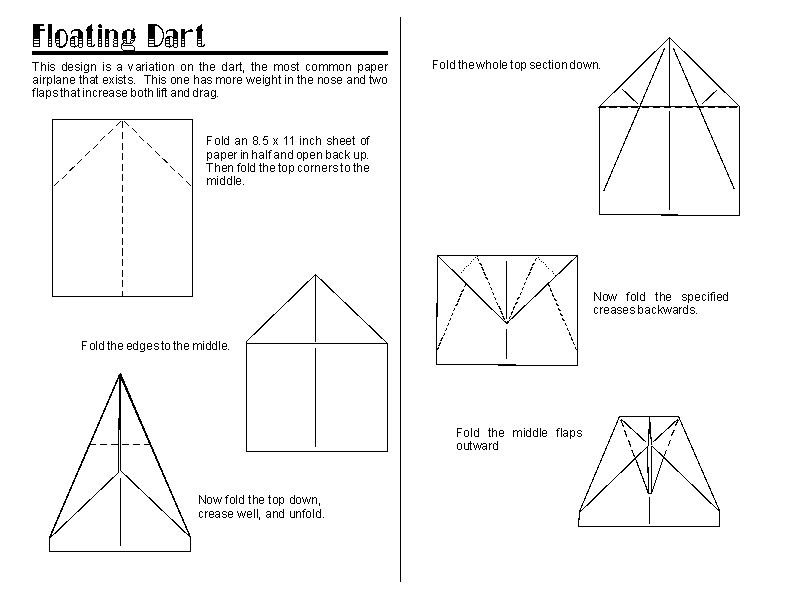 Floating Dart
This design is a variation on the dart, the most common paper
airplane that exists. This one has more weight in the nose and two
flaps that increase both lift and drag.
Fold an 8.5 x 11 inch sheet of
paper in half and open back up.
Then fold the top corners to the
middle.
Fold the edges to the middle.
Now fold the top down,
crease well, and unfold.
Fold the whole top section down.
Now fold the specified
creases backwards.
Fold the middle flaps
outward